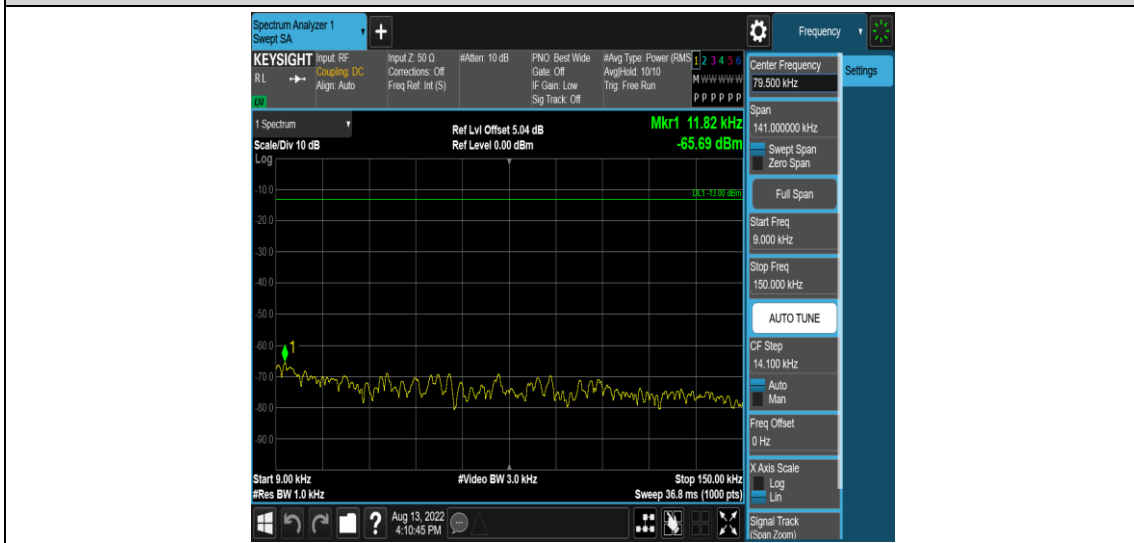 Spectrum Analyzer 1
Swept SA
+
Frequency
KEYSIGHT
RL
LXI
Input: RF
Coupling: DC
Align: Auto
Input Z: 50 Ω
Corrections: Off
Freq Ref: Int (S)
#Atten: 10 dB
PNO: Best Wide
Gate: Off
IF Gain: Low
Sig Track: Off
#Avg Type: Power (RMS
Avg|Hold: 10/10
Trig: Free Run
1 2 3 4 5 6
M W W W W W
P P P P P P
Center Frequency
79.500 kHz
Settings
Span
141.000000 kHz
Swept Span
Zero Span
Full Span
Start Freq
9.000 kHz
Stop Freq
150.000 kHz
AUTO TUNE
CF Step
14.100 kHz
Auto
Man
Freq Offset
0 Hz
X Axis Scale
Log
Lin
Signal Track
(Span Zoom)
1 Spectrum
Scale/Div 10 dB
Ref Lvl Offset 5.04 dB
Ref Level 0.00 dBm
Mkr1 11.82 kHz
-65.69 dBm
Log
DL1 -13.00 dBm
-10.0
-20.0
-30.0
-40.0
-50.0
-60.0
1
-70.0
-80.0
-90.0
Start 9.00 kHz
#Video BW 3.0 kHz
Stop 150.00 kHz
#Res BW 1.0 kHz
Sweep 36.8 ms (1000 pts)
?
Aug 13, 2022
4:10:45 PM